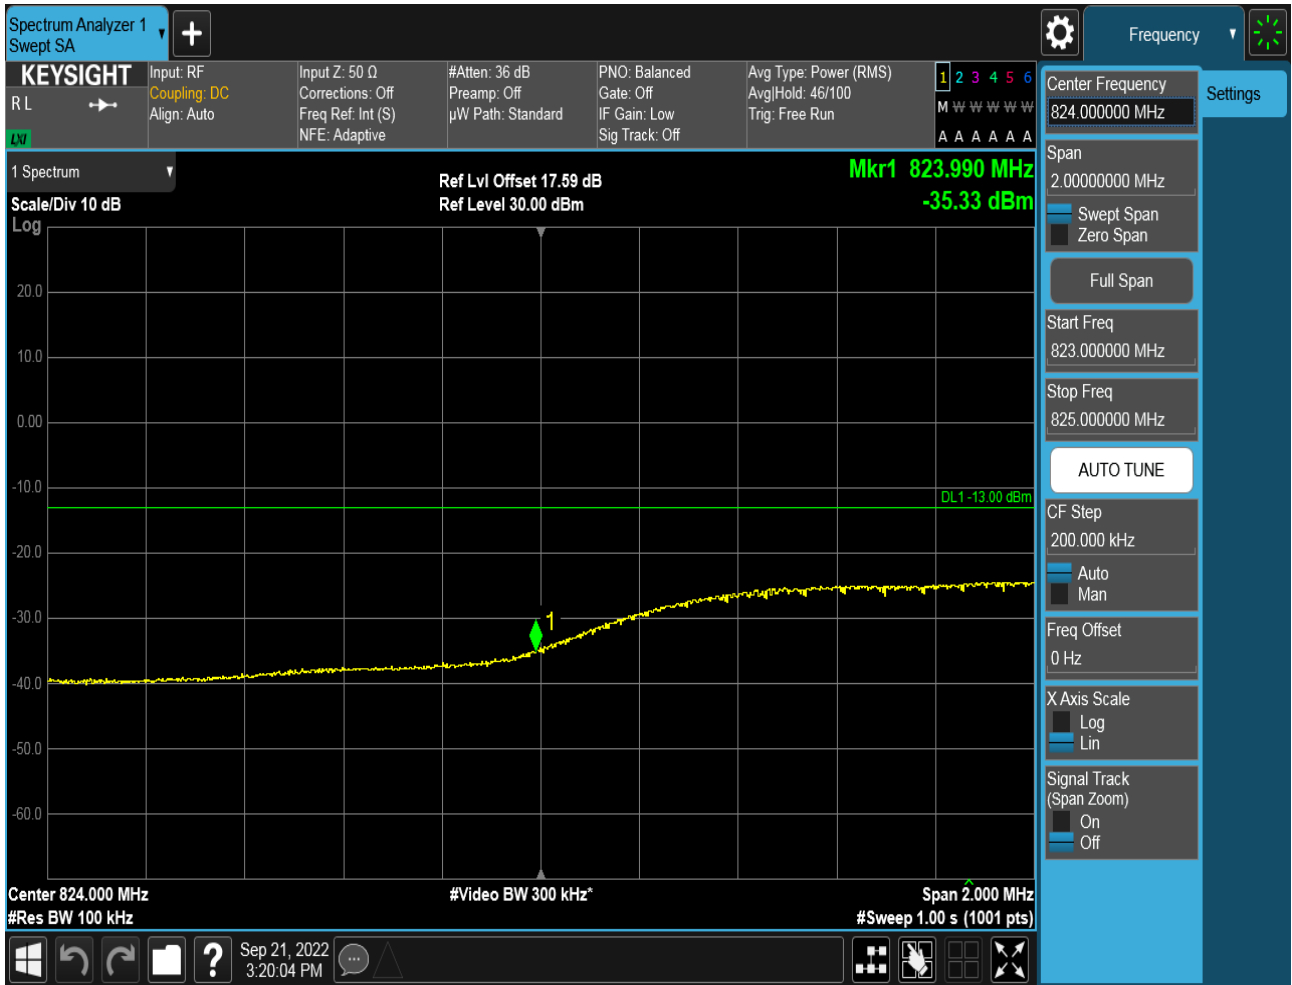 Spectrum Analyzer 1
Swept SA
+
Frequency
KEYSIGHT
R L
LXI
Input: RF
Coupling: DC
Align: Auto
Input Z: 50 Ω
Corrections: Off
Freq Ref: Int (S)
NFE: Adaptive
#Atten: 36 dB
Preamp: Off
µW Path: Standard
PNO: Balanced
Gate: Off
IF Gain: Low
Sig Track: Off
Avg Type: Power (RMS)
Avg|Hold: 46/100
Trig: Free Run
1 2 3 4 5 6
M W W W W W
A A A A A A
1 Spectrum
Scale/Div 10 dB
Log
Ref Lvl Offset 17.59 dB
Ref Level 30.00 dBm
Mkr1 823.990 MHz
-35.33 dBm
20.0
10.0
0.00
-10.0
DL1 -13.00 dBm
-20.0
-30.0
1
-40.0
-50.0
-60.0
Center 824.000 MHz
#Res BW 100 kHz
#Video BW 300 kHz*
Span 2.000 MHz
#Sweep 1.00 s (1001 pts)
Center Frequency
824.000000 MHz
Settings
Span
2.00000000 MHz
Swept Span
Zero Span
Full Span
Start Freq
823.000000 MHz
Stop Freq
825.000000 MHz
AUTO TUNE
CF Step
200.000 kHz
Auto
Man
Freq Offset
0 Hz
X Axis Scale
Log
Lin
Signal Track
(Span Zoom)
On
Off
?
Sep 21, 2022
3:20:04 PM